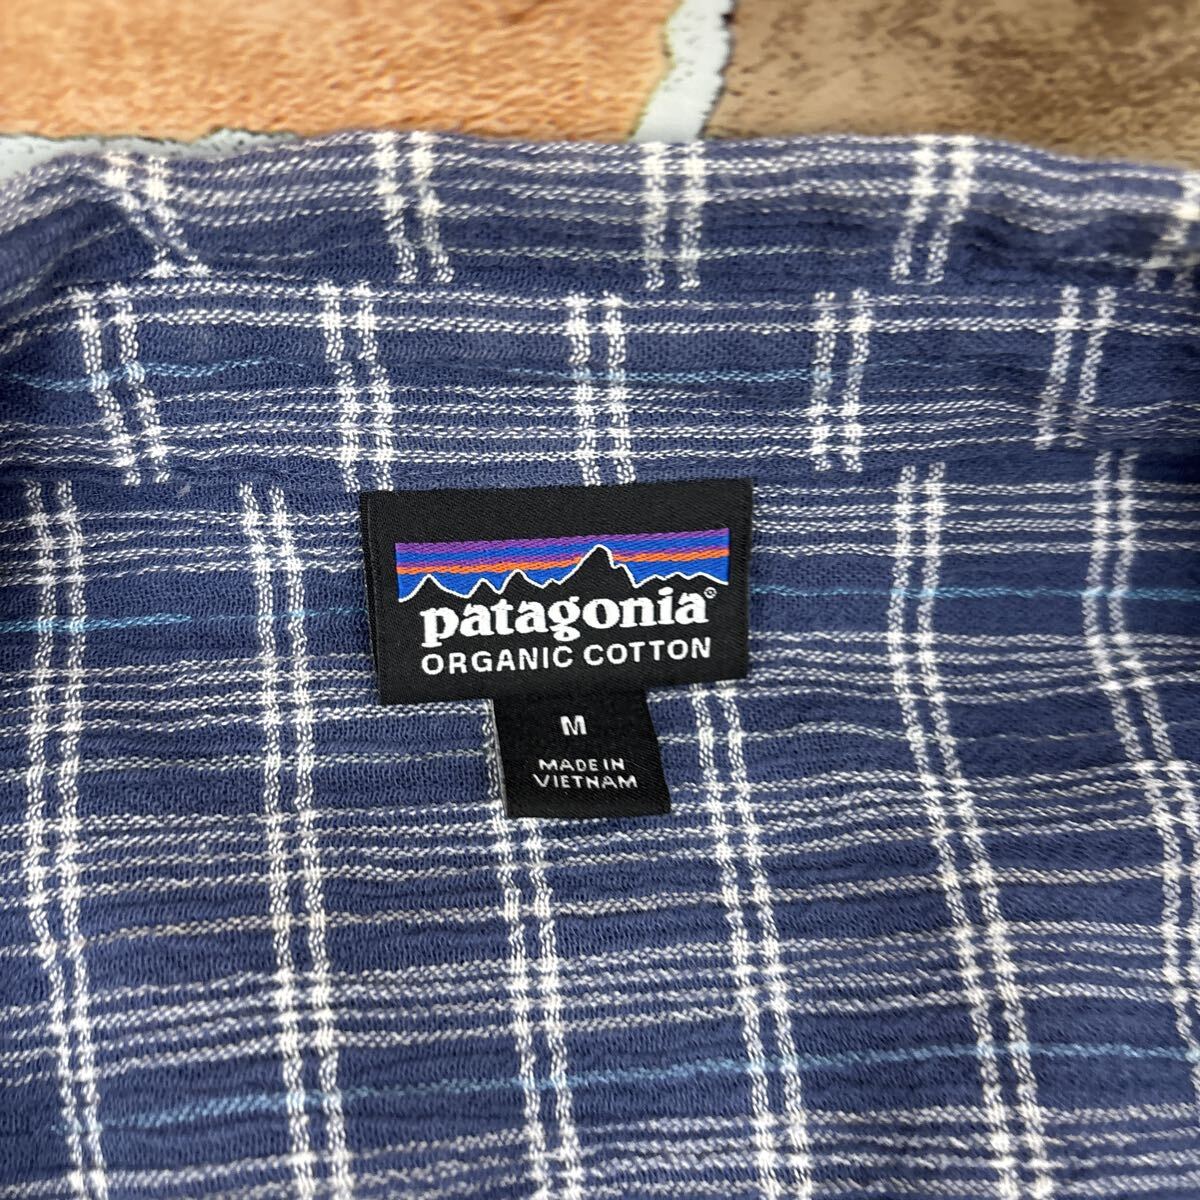 patagonia®
ORGANIC COTTON
M
MADE IN
VIETNAM